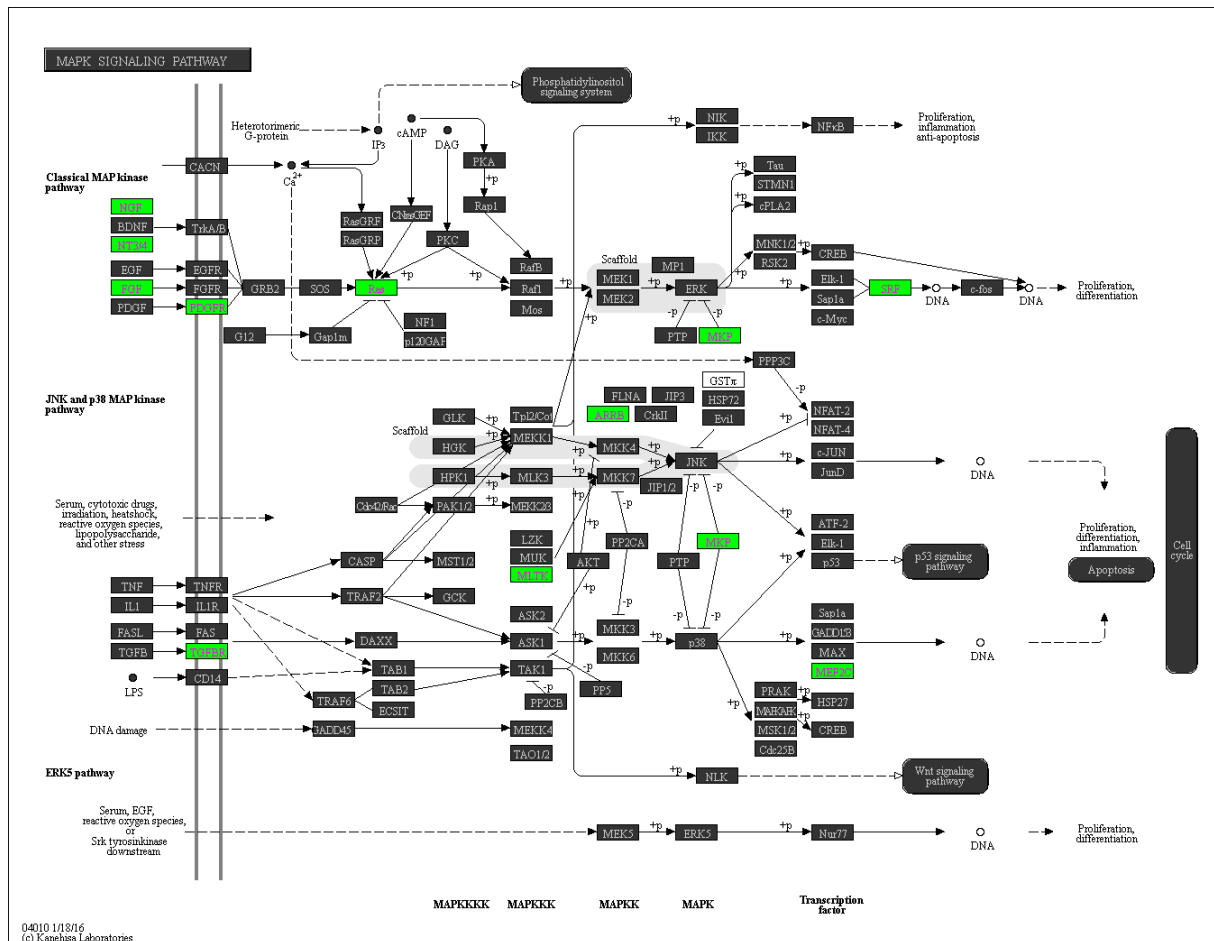 MAPK SIGNALING PATHWAY
Phosphatidylinositol
signaling system
Heterotorimeric
G-protein
IP3
cAMP
DAG
+p
NIK
IKK
NFκB
Proliferation,
inflammation
anti-apoptosis
CACN
Ca2+
PKA
+p
Rap1
+p
Tau
STMN1
Classical MAP kinase
pathway
NGF
BDNF
TrkA/B
NT3/4
RasGRF
RasGRP
CNrasGEF
PKC
+p
cPLA2
EGF
EGFR
FGF
FGFR
PDGF
PDGFR
GRB2
SOS
Ras
+p
+p
RafB
Raf1
Mos
+p
Scaffold
MP1
MEK1
MEK2
+p
ERK
+p
MNK1/2
RSK2
+p
CREB
+p
Elk-1
Sap1a
c-Myc
SRF
DNA
c-fos
DNA
Proliferation,
differentiation
G12
Gap1m
NF1
p120GAP
+p
-p
-p
PTP
MKP
PPP3C
-p
JNK and p38 MAP kinase
pathway
GSTπ
FLNA
JIP3
HSP72
ARRB
CrkII
Evi1
+p
NFAT-2
NFAT-4
GLK
+p
Tpl2/Cot
Scaffold
HGK
+p
+p
MEKK1
+p
+p
MKK4
+p
JNK
+p
c-JUN
JunD
DNA
HPK1
+p
MLK3
+p
MKK7
+p
JIP1/2
-p
-p
Cdc42/Rac
PAK1/2
+p
MEKK2/3
Serum, cytotoxic drugs,
irradiation, heatshock,
reactive oxygen species,
lipopolysaccharide,
and other stress
-p
LZK
MUK
MLTK
PP2CA
AKT
MKP
PTP
+p
ATF-2
Elk-1
p53
+p
p53 signaling
pathway
Proliferation,
differentiation,
inflammation
Apoptosis
Cell
cycle
CASP
MST1/2
TNF
TNFR
IL1
IL1R
TRAF2
GCK
+p
ASK2
-p
-p
-p
FASL
FAS
TGFB
TGFBR
DAXX
ASK1
+p
MKK3
MKK6
+p
p38
+p
Sap1a
GADD153
MAX
MEF2C
DNA
LPS
CD14
TAB1
TAK1
+p
-p
TAB2
-p
PP2CB
PP5
TRAF6
ECSIT
+p
PRAK
+p
HSP27
MAPKAPK
+p
MSK1/2
CREB
Cdc25B
DNA damage
GADD45
MEKK4
TAO1/2
ERK5 pathway
+p
NLK
Wnt signaling
pathway
Serum, EGF,
reactive oxygen species,
or
Srk tyrosinkinase
downstream
MEK5
+p
ERK5
+p
Nur77
DNA
Proliferation,
differentiation
MAPKKKK
MAPKKK
MAPKK
MAPK
Transcription
factor
04010 1/18/16
(c) Kanehisa Laboratories